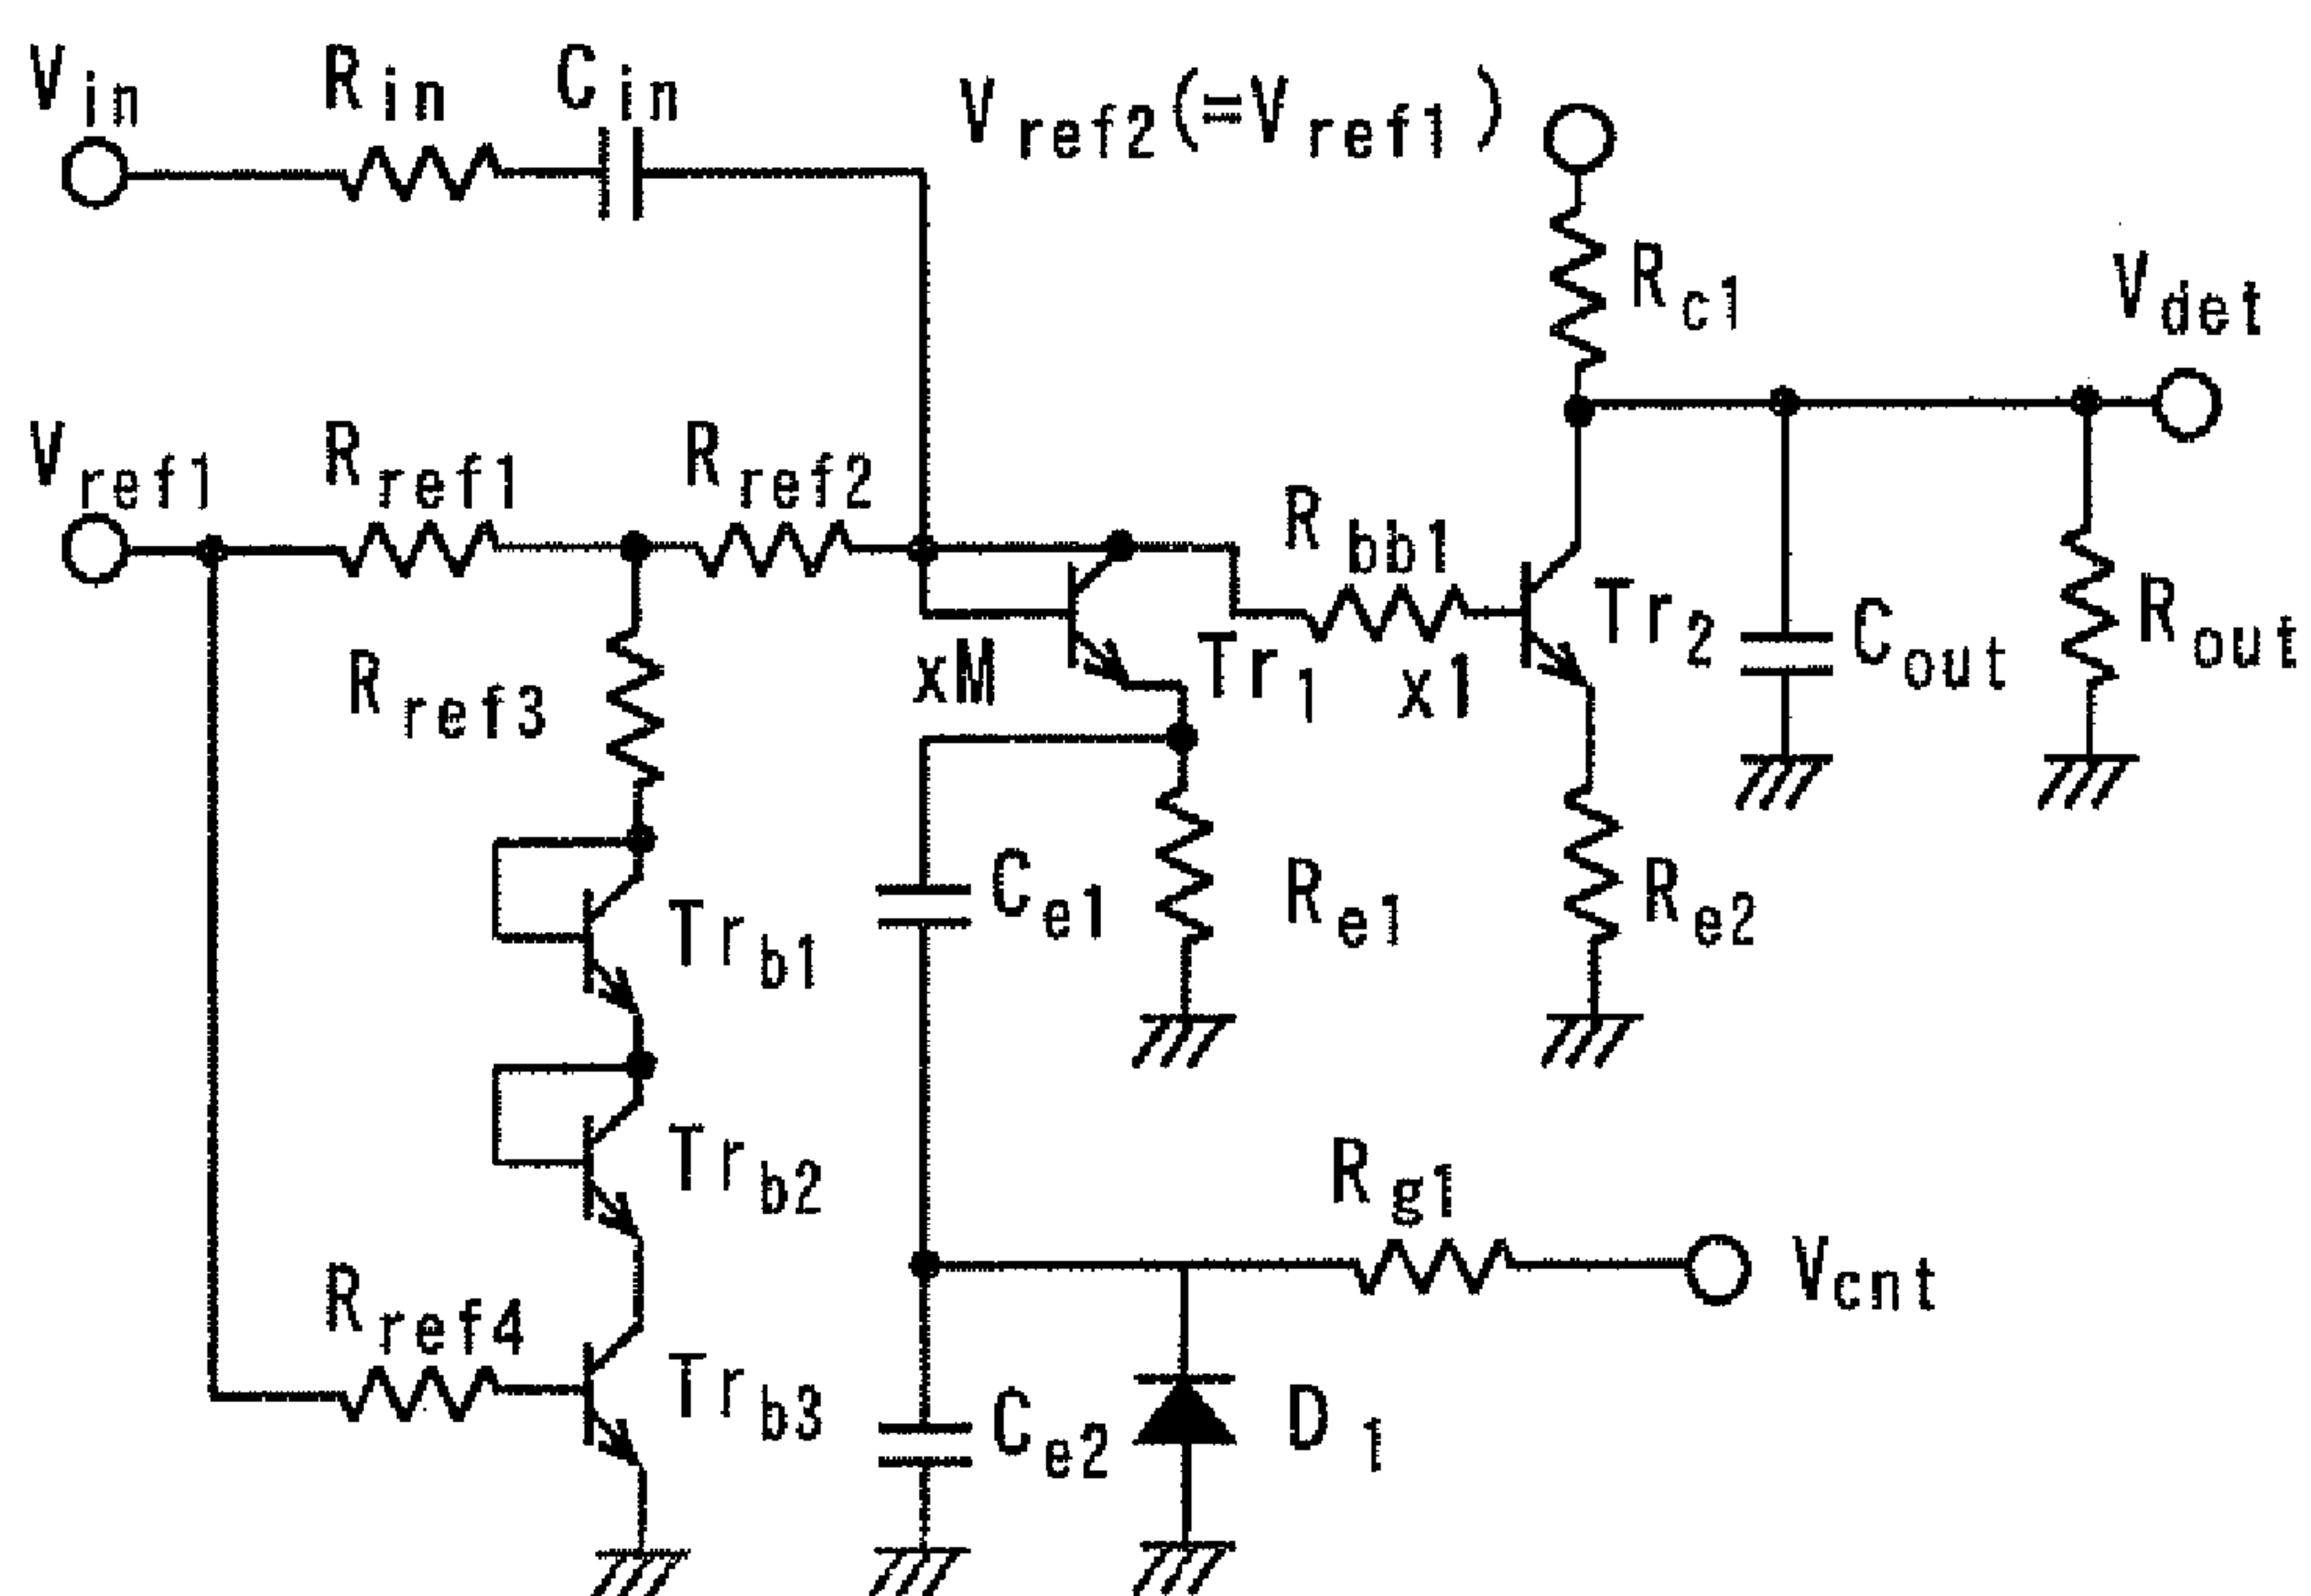 Vin
Rin
Cin
Vref2(=Vref1)
Rc1
Vdet
Vref1
Rref1
Rref2
Rbb1
Rref3
xM
Tr1
x1
Tr2
Cout
Rout
Trb1
Ce1
Re1
Re2
Trb2
Rg1
Vcnt
Rref4
Trb3
Ce2
D1